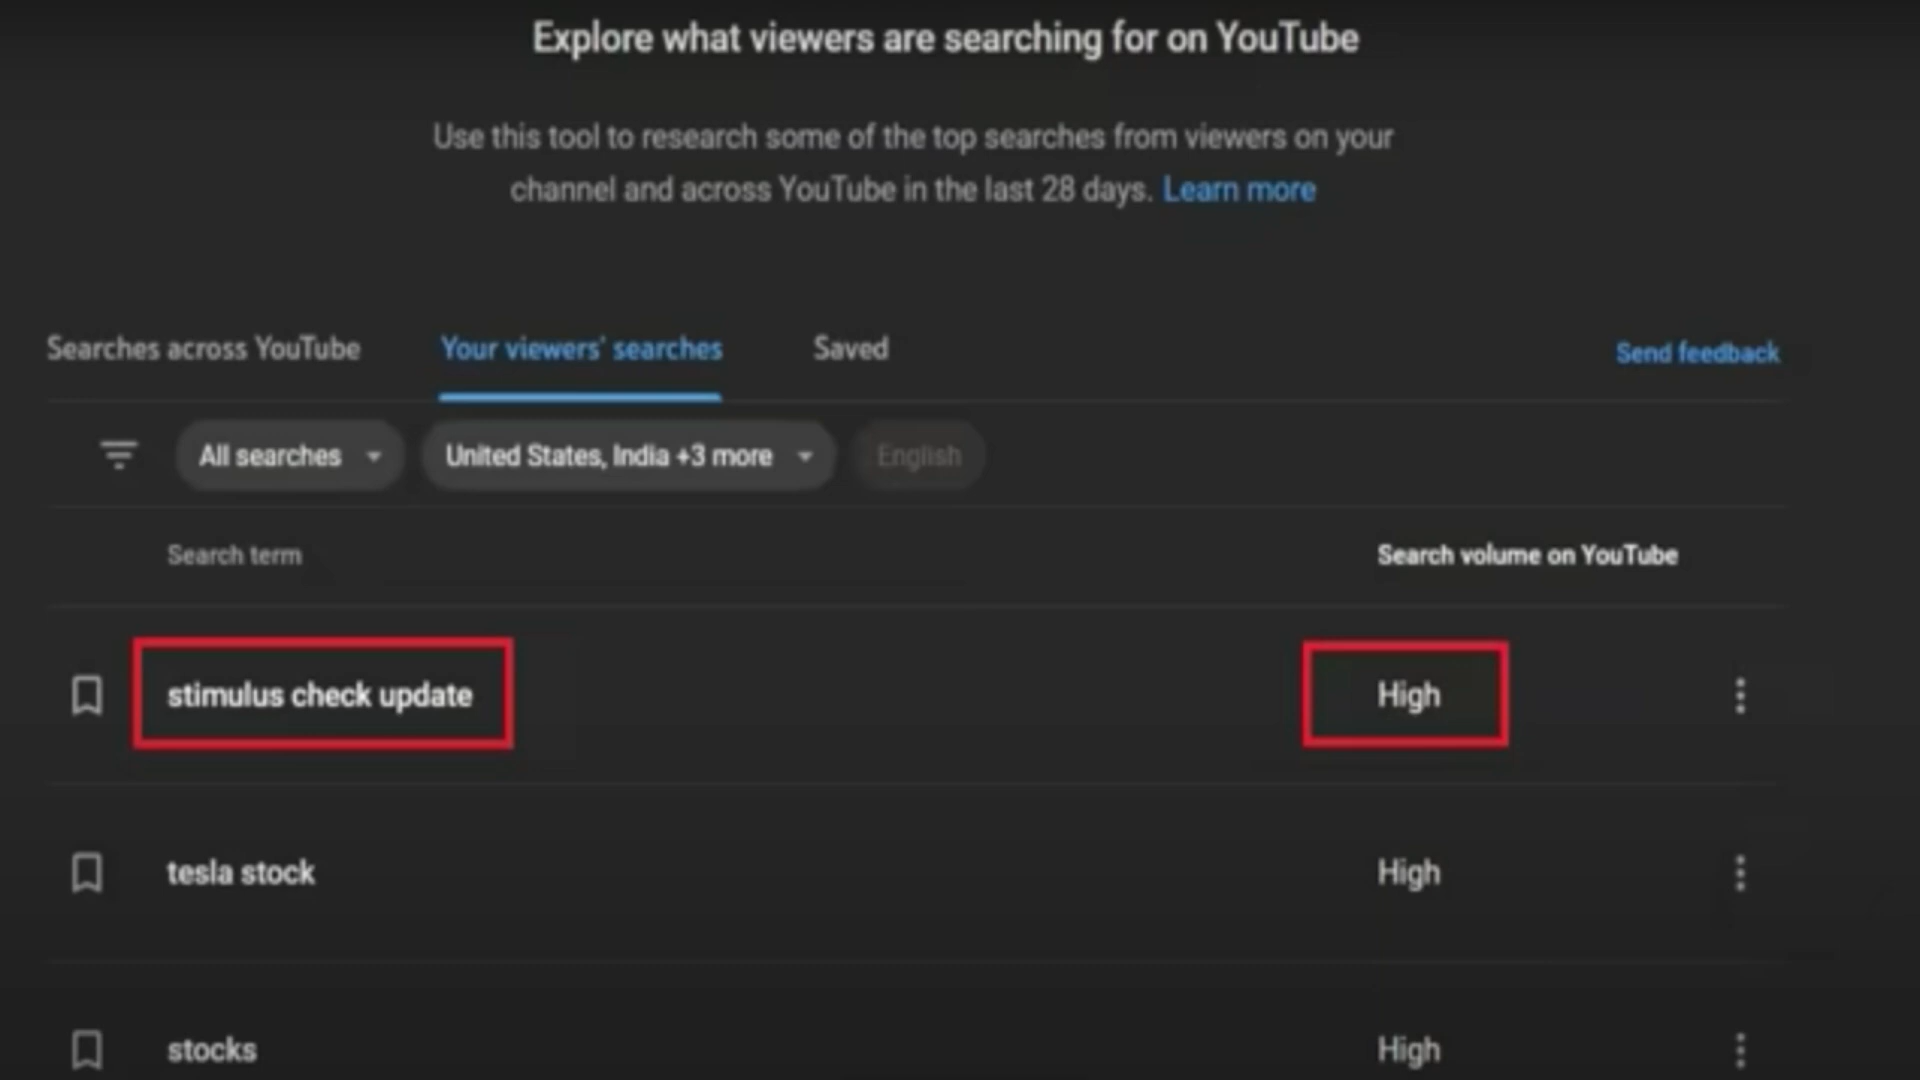 Explore what viewers are searching for on YouTube
Use this tool to research some of the top searches from viewers on your
channel and across YouTube in the last 28 days. Learn more
Searches across YouTube
Your viewers' searches
Saved
Send feedback
All searches
United States, India +3 more
English
Search term
Search volume on YouTube
stimulus check update
High
tesla stock
High
stocks
High